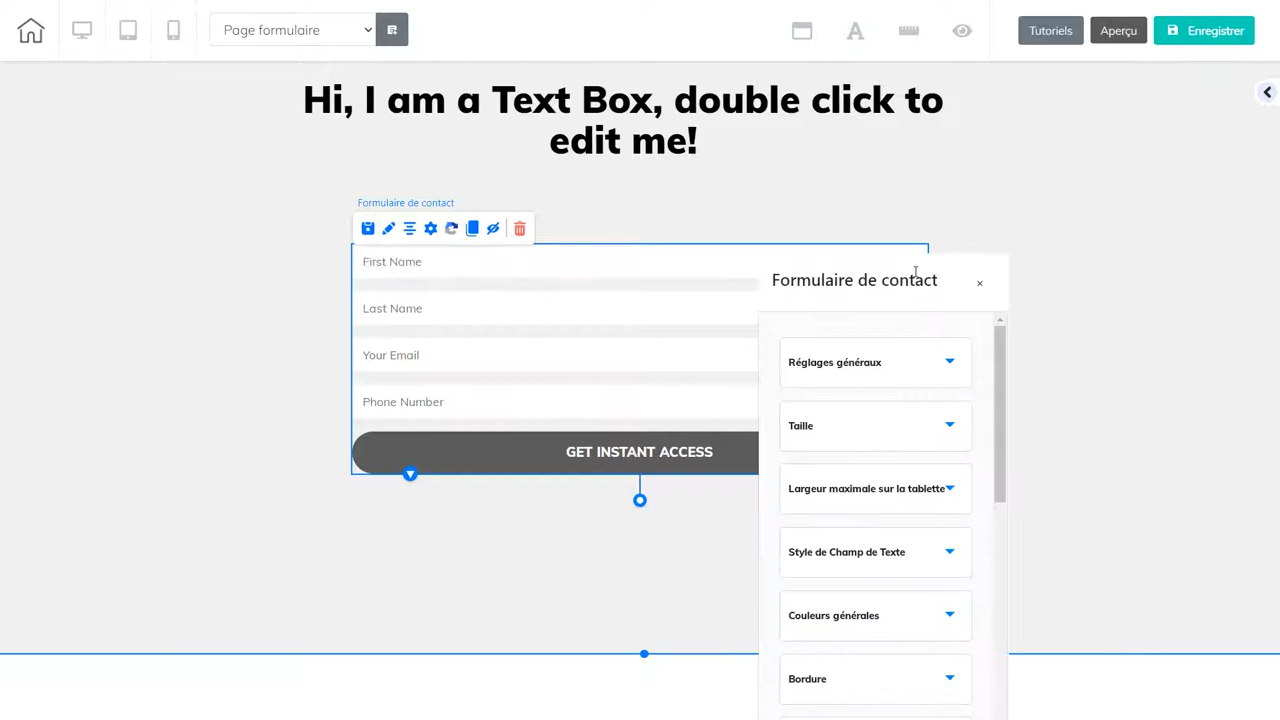 Page formulaire
Tutoriels
Aperçu
Enregistrer
Hi, I am a Text Box, double click to
edit me!
Formulaire de contact
First Name
Last Name
Your Email
Phone Number
GET INSTANT ACCESS
Formulaire de contact
×
Réglages généraux
Taille
Largeur maximale sur la tablette
Style de Champ de Texte
Couleurs générales
Bordure